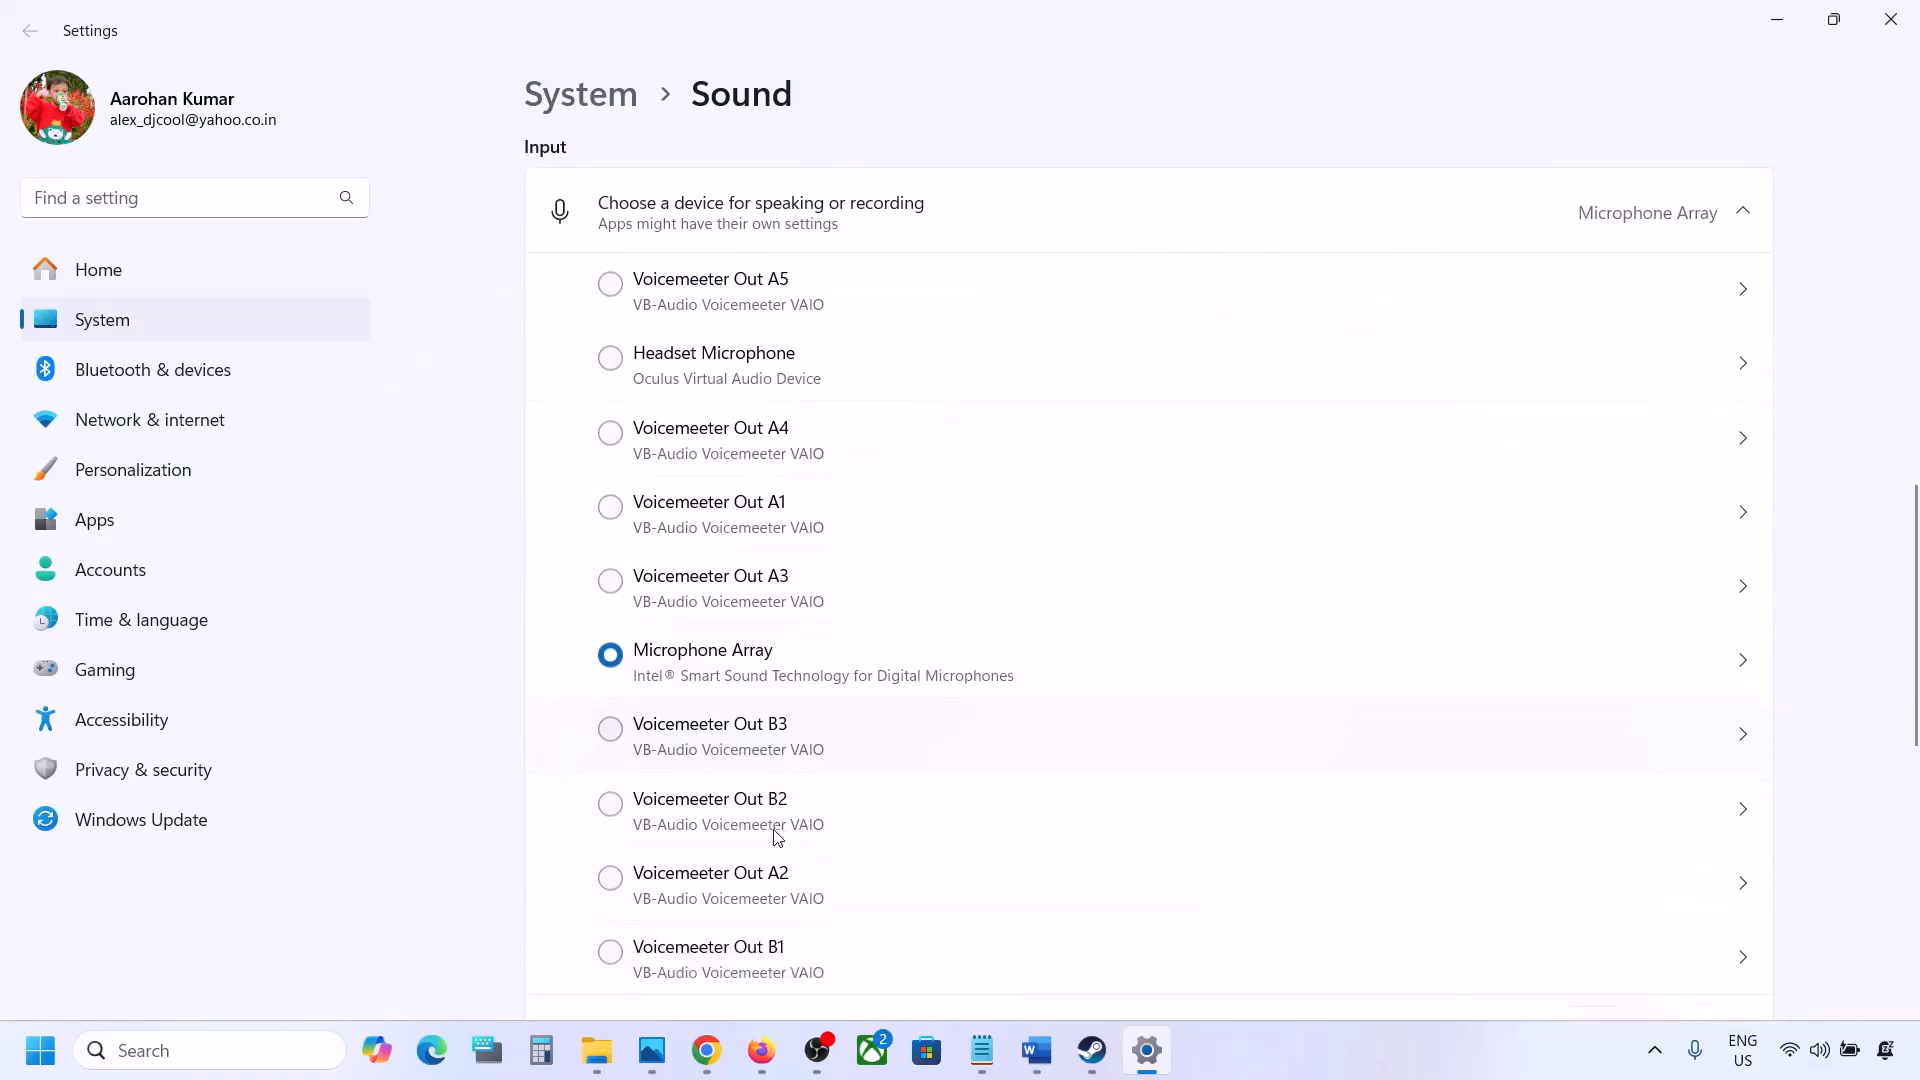 Settings
Aarohan Kumar
alex_djcool@yahoo.co.in
Find a setting
Home
System
Bluetooth & devices
Network & internet
Personalization
Apps
Accounts
Time & language
Gaming
Accessibility
Privacy & security
Windows Update
System > Sound
Input
Choose a device for speaking or recording
Apps might have their own settings
Microphone Array
Voicemeeter Out A5
VB-Audio Voicemeeter VAIO
Headset Microphone
Oculus Virtual Audio Device
Voicemeeter Out A4
VB-Audio Voicemeeter VAIO
Voicemeeter Out A1
VB-Audio Voicemeeter VAIO
Voicemeeter Out A3
VB-Audio Voicemeeter VAIO
Microphone Array
Intel® Smart Sound Technology for Digital Microphones
Voicemeeter Out B3
VB-Audio Voicemeeter VAIO
Voicemeeter Out B2
VB-Audio Voicemeeter VAIO
Voicemeeter Out A2
VB-Audio Voicemeeter VAIO
Voicemeeter Out B1
VB-Audio Voicemeeter VAIO
Search
2
ENG
US